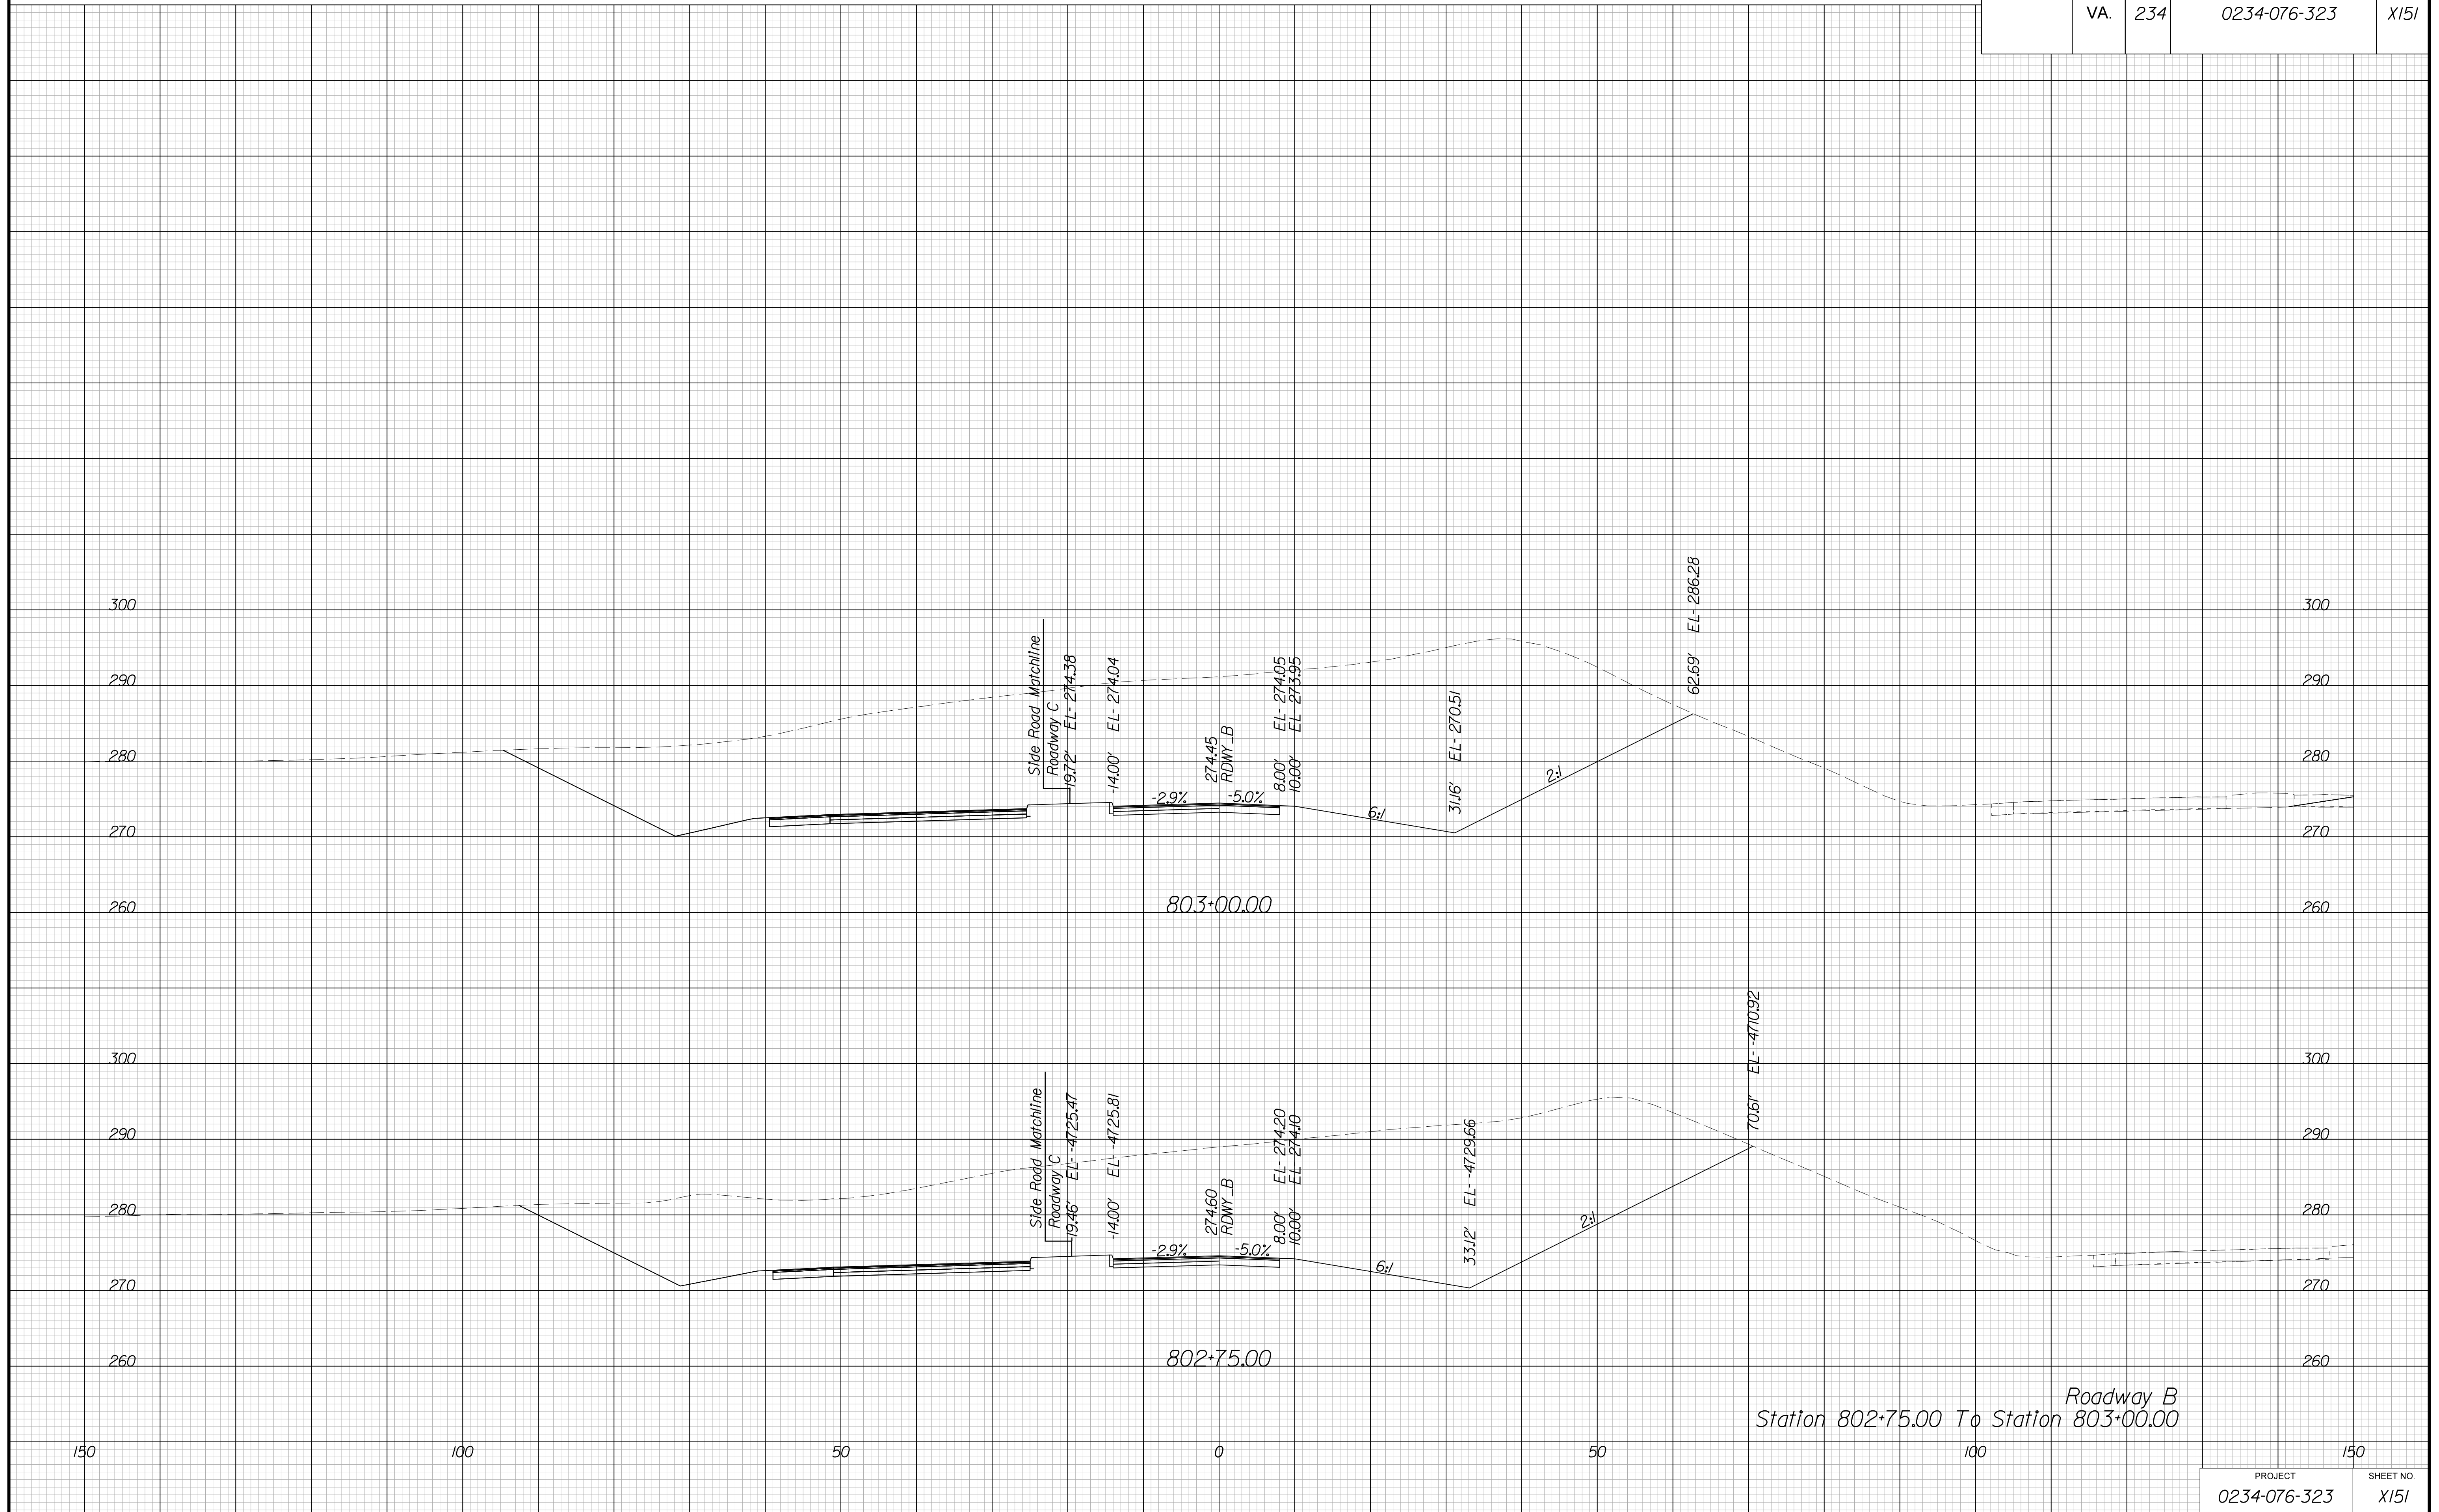 VA. 234 0234-076-323 X151
300 300
290 290
280 280
270 270
260 260
Side Road Matchline
Roadway C
19.72' EL- 274.38
-14.00' EL- 274.04
274.45
RDWY_B
8.00' EL- 274.05
10.00' EL- 273.95
31.16' EL- 270.51
62.69' EL- 286.28
-2.9% -5.0%
6:1
2:1
803+00.00
300 300
290 290
280 280
270 270
260 260
Side Road Matchline
Roadway C
19.46' EL- -4725.47
-14.00' EL- -4725.81
274.60
RDWY_B
8.00' EL- 274.20
10.00' EL- 274.10
33.12' EL- -4729.66
70.61' EL- -4710.92
-2.9% -5.0%
6:1
2:1
802+75.00
Roadway B
Station 802+75.00 To Station 803+00.00
150 100 50 0 50 100 150
PROJECT SHEET NO.
0234-076-323 X151